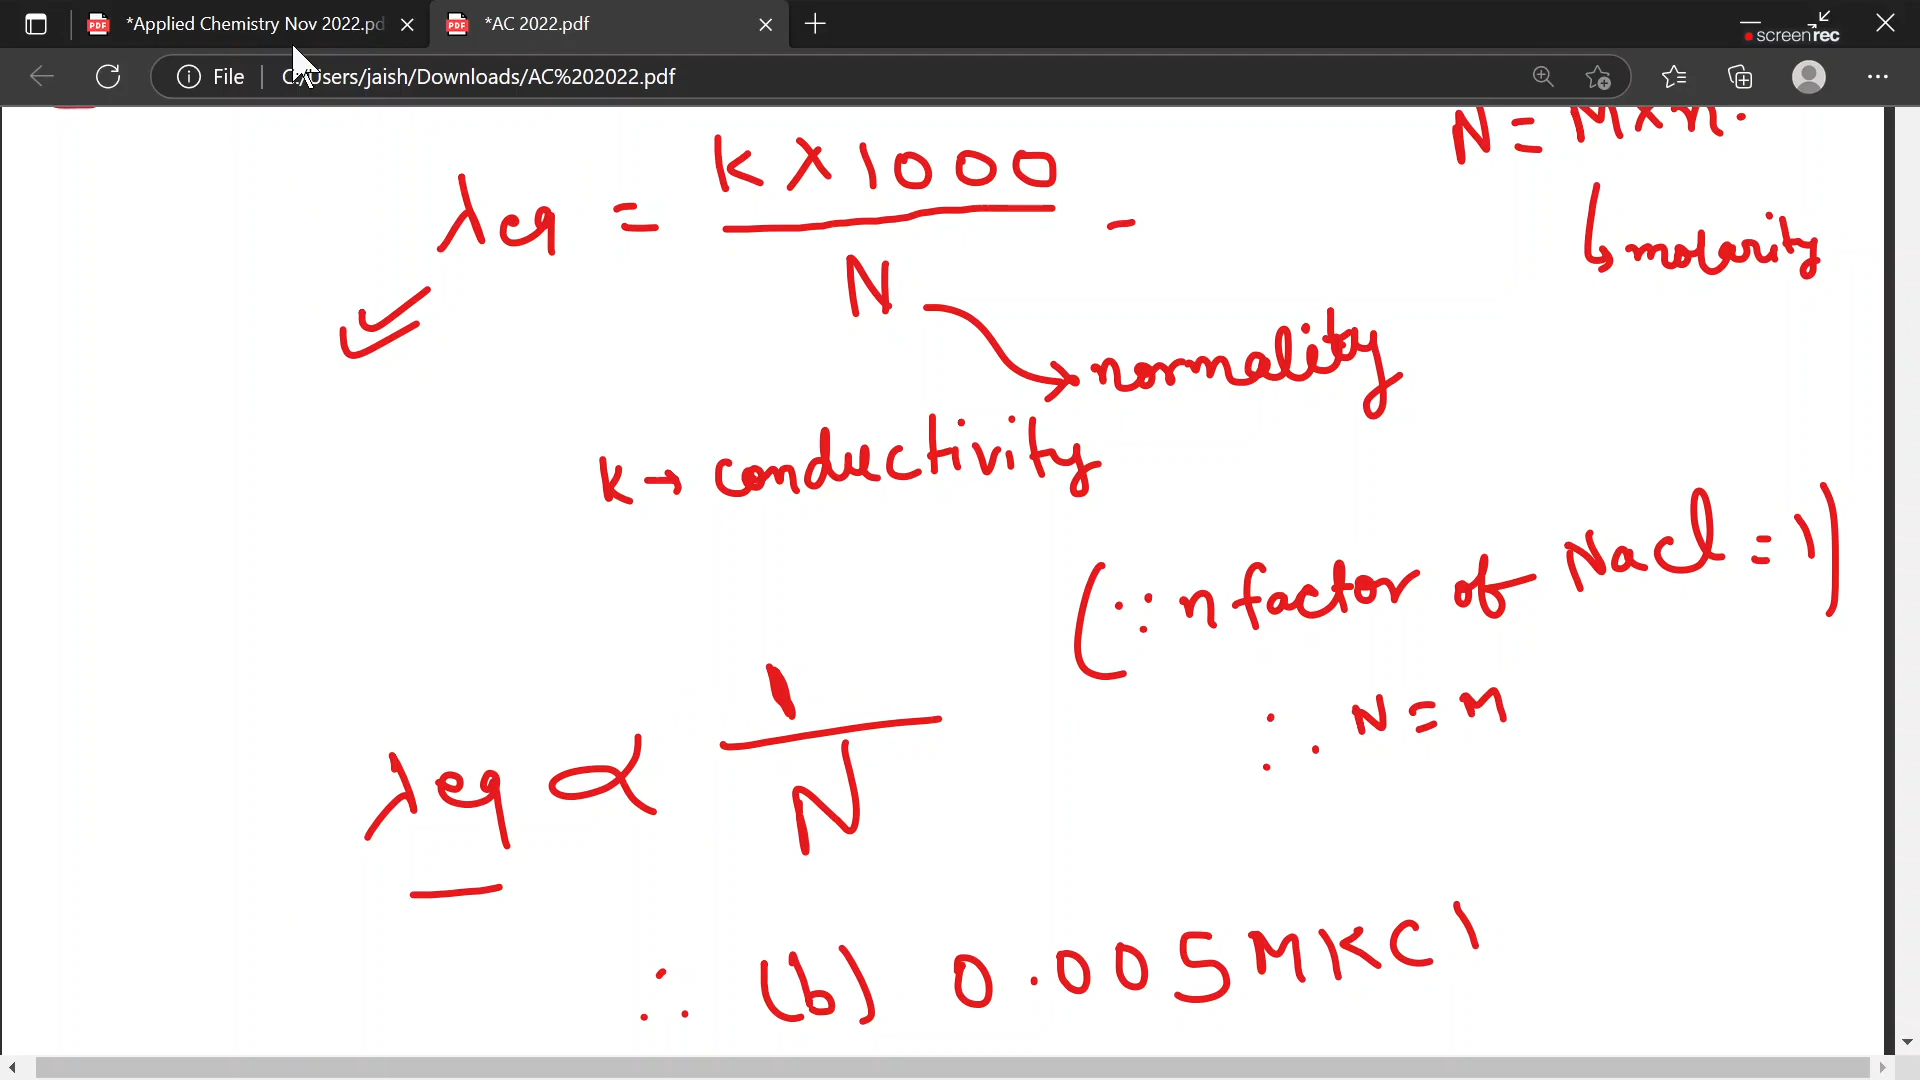 *Applied Chemistry Nov 2022.pd
*AC 2022.pdf
screenrec
File
C:/Users/jaish/Downloads/AC%202022.pdf
N = M x n.
K X 1000
λeq = -
N
↳ molarity
→ normality
k → conductivity
(∵ n factor of NaCl = 1)
∴ N = M
λeq ∝ 1
N
∴ (b) 0.005 M KCl